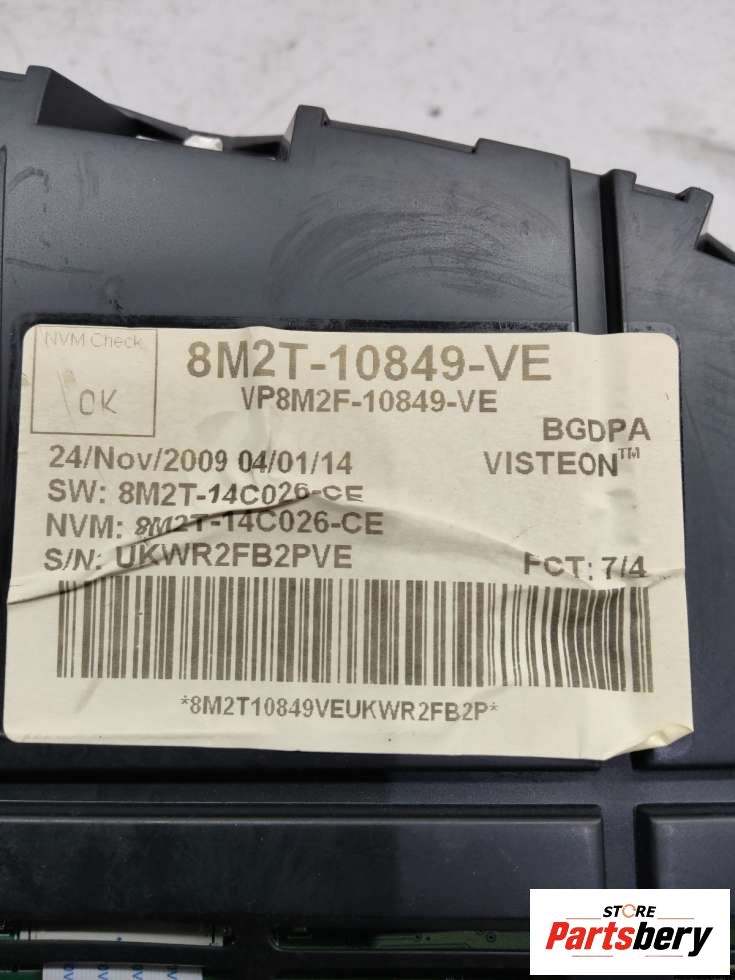 NVM Check
OK
8M2T-10849-VE
VP8M2F-10849-VE
BGDPA
24/Nov/2009 04/01/14
VISTEON™
SW: 8M2T-14C026-CE
NVM: 8M2T-14C026-CE
S/N: UKWR2FB2PVE
FCT: 7/4
*8M2T10849VEUKWR2FB2P*
STORE
Partsbery